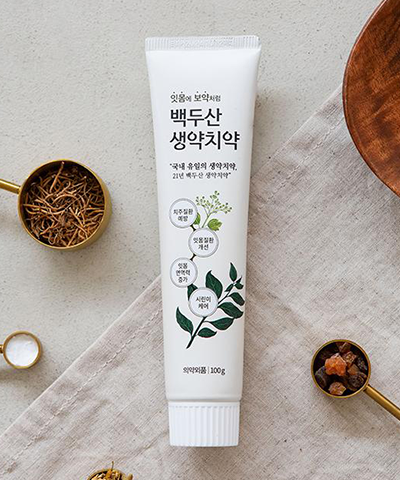 잇몸에 보약처럼
백두산
생약치약
"국내 유일의 생약치약,
21년 백두산 생약치약"
치주질환
예방
잇몸질환
개선
잇몸
면역력
증가
시린이
케어
의약외품 | 100g